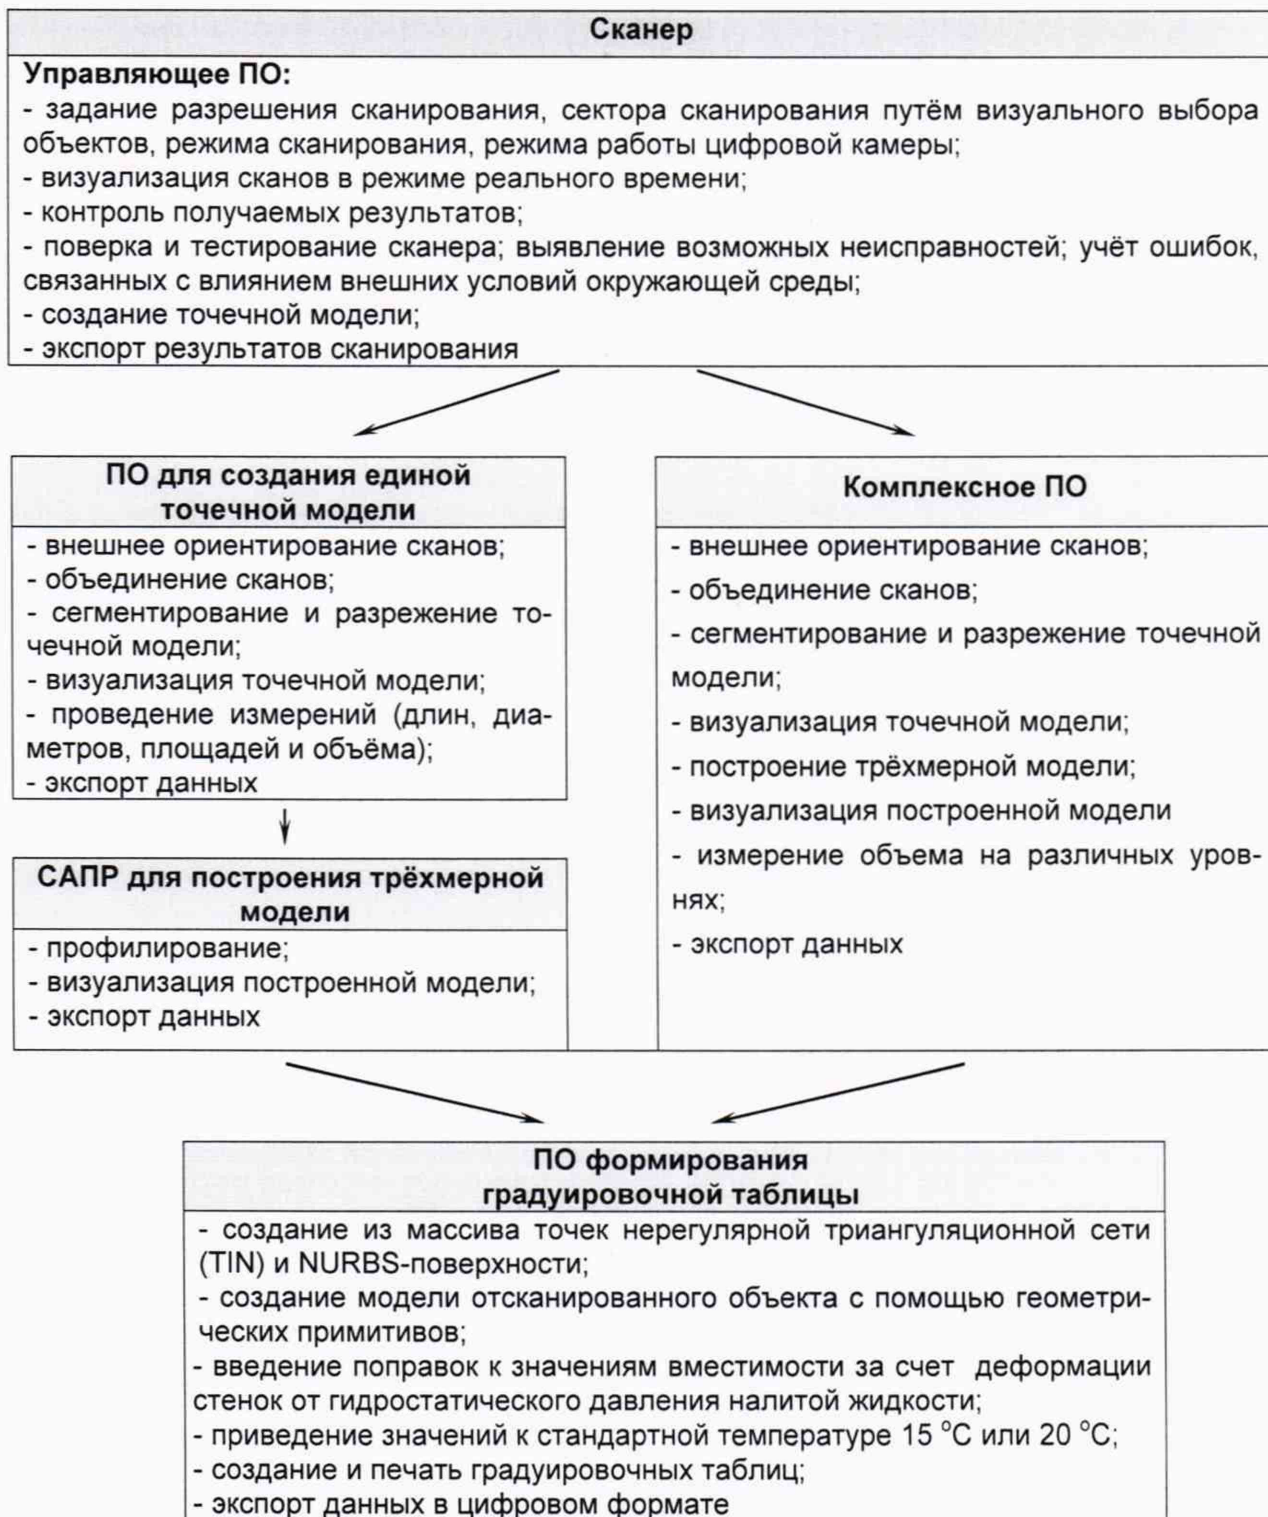 Сканер
Управляющее ПО:
- задание разрешения сканирования, сектора сканирования путём визуального выбора
объектов, режима сканирования, режима работы цифровой камеры;
- визуализация сканов в режиме реального времени;
- контроль получаемых результатов;
- поверка и тестирование сканера; выявление возможных неисправностей; учёт ошибок,
связанных с влиянием внешних условий окружающей среды;
- создание точечной модели;
- экспорт результатов сканирования
ПО для создания единой
точечной модели
- внешнее ориентирование сканов;
- объединение сканов;
- сегментирование и разрежение то-
чечной модели;
- визуализация точечной модели;
- проведение измерений (длин, диа-
метров, площадей и объёма);
- экспорт данных
САПР для построения трёхмерной
модели
- профилирование;
- визуализация построенной модели;
- экспорт данных
Комплексное ПО
- внешнее ориентирование сканов;
- объединение сканов;
- сегментирование и разрежение точечной
модели;
- визуализация точечной модели;
- построение трёхмерной модели;
- визуализация построенной модели
- измерение объема на различных уров-
нях;
- экспорт данных
ПО формирования
градуировочной таблицы
- создание из массива точек нерегулярной триангуляционной сети
(TIN) и NURBS-поверхности;
- создание модели отсканированного объекта с помощью геометри-
ческих примитивов;
- введение поправок к значениям вместимости за счет деформации
стенок от гидростатического давления налитой жидкости;
- приведение значений к стандартной температуре 15 °С или 20 °С;
- создание и печать градуировочных таблиц;
- экспорт данных в цифровом формате